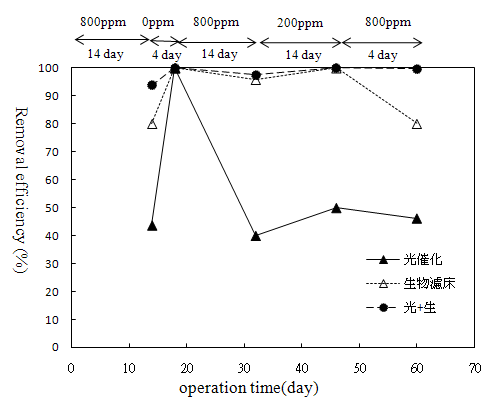 800ppm 0ppm 800ppm 200ppm 800ppm
14 day 4 day 14 day 14 day 4 day
Removal efficiency (%)
100
90
80
70
60
50
40
30
20
10
0
光催化
生物濾床
光+生
0 10 20 30 40 50 60 70
operation time(day)